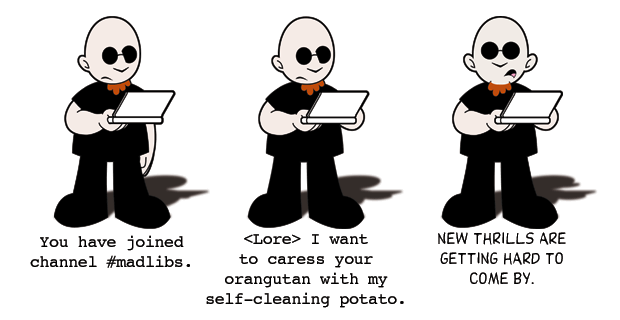 You have joined
channel #madlibs.
<Lore> I want
to caress your
orangutan with my
self-cleaning potato.
NEW THRILLS ARE
GETTING HARD TO
COME BY.